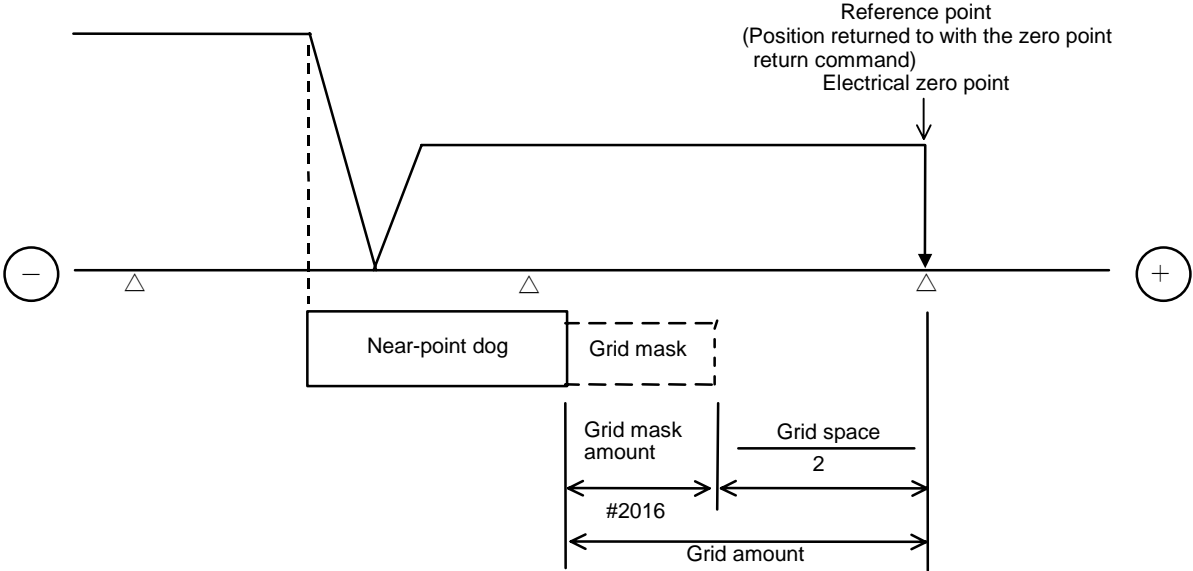 Reference point
(Position returned to with the zero point
return command)
Electrical zero point
−
+
Near-point dog
Grid mask
Grid mask
amount
Grid space
2
#2016
Grid amount